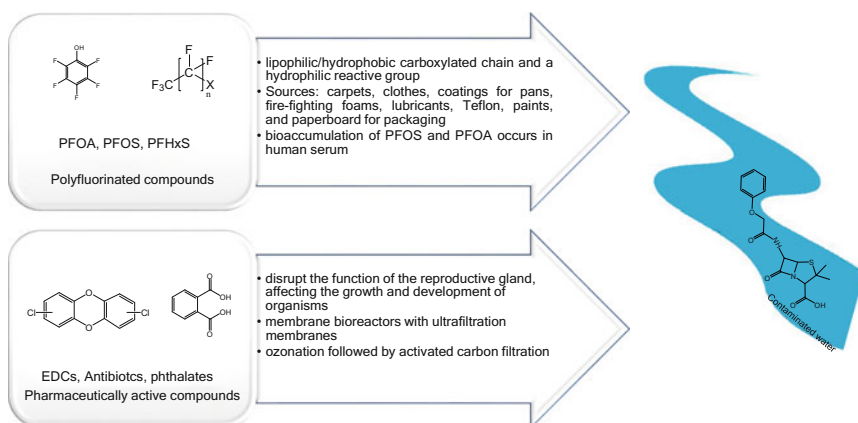 OH
F
F
F
F
F
F
F
F₃C
C
X
F
n
PFOA, PFOS, PFHxS
Polyfluorinated compounds
• lipophilic/hydrophobic carboxylated chain and a
hydrophilic reactive group
• Sources: carpets, clothes, coatings for pans,
fire-fighting foams, lubricants, Teflon, paints,
and paperboard for packaging
• bioaccumulation of PFOS and PFOA occurs in
human serum
Cl
O
O
Cl
O
OH
OH
O
EDCs, Antibiotcs, phthalates
Pharmaceutically active compounds
• disrupt the function of the reproductive gland,
affecting the growth and development of
organisms
• membrane bioreactors with ultrafiltration
membranes
• ozonation followed by activated carbon filtration
O
O
NH
S
O
N
O
OH
Contaminated water